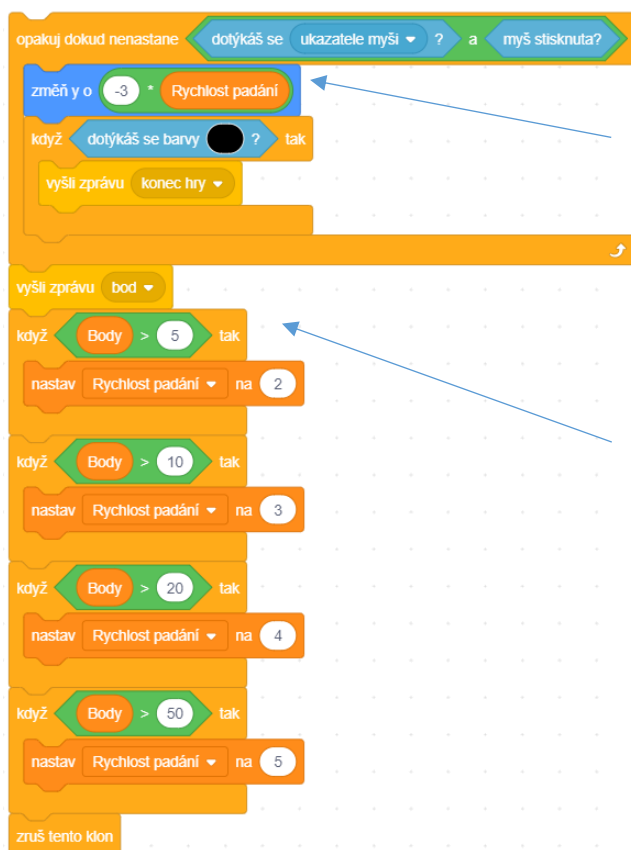 opakuj dokud nenastane dotýkáš se ukazatele myši ? a myš stisknuta?
změň y o -3 * Rychlost padání
když dotýkáš se barvy ? tak
vyšli zprávu konec hry
vyšli zprávu bod
když Body > 5 tak
nastav Rychlost padání na 2
když Body > 10 tak
nastav Rychlost padání na 3
když Body > 20 tak
nastav Rychlost padání na 4
když Body > 50 tak
nastav Rychlost padání na 5
zruš tento klon